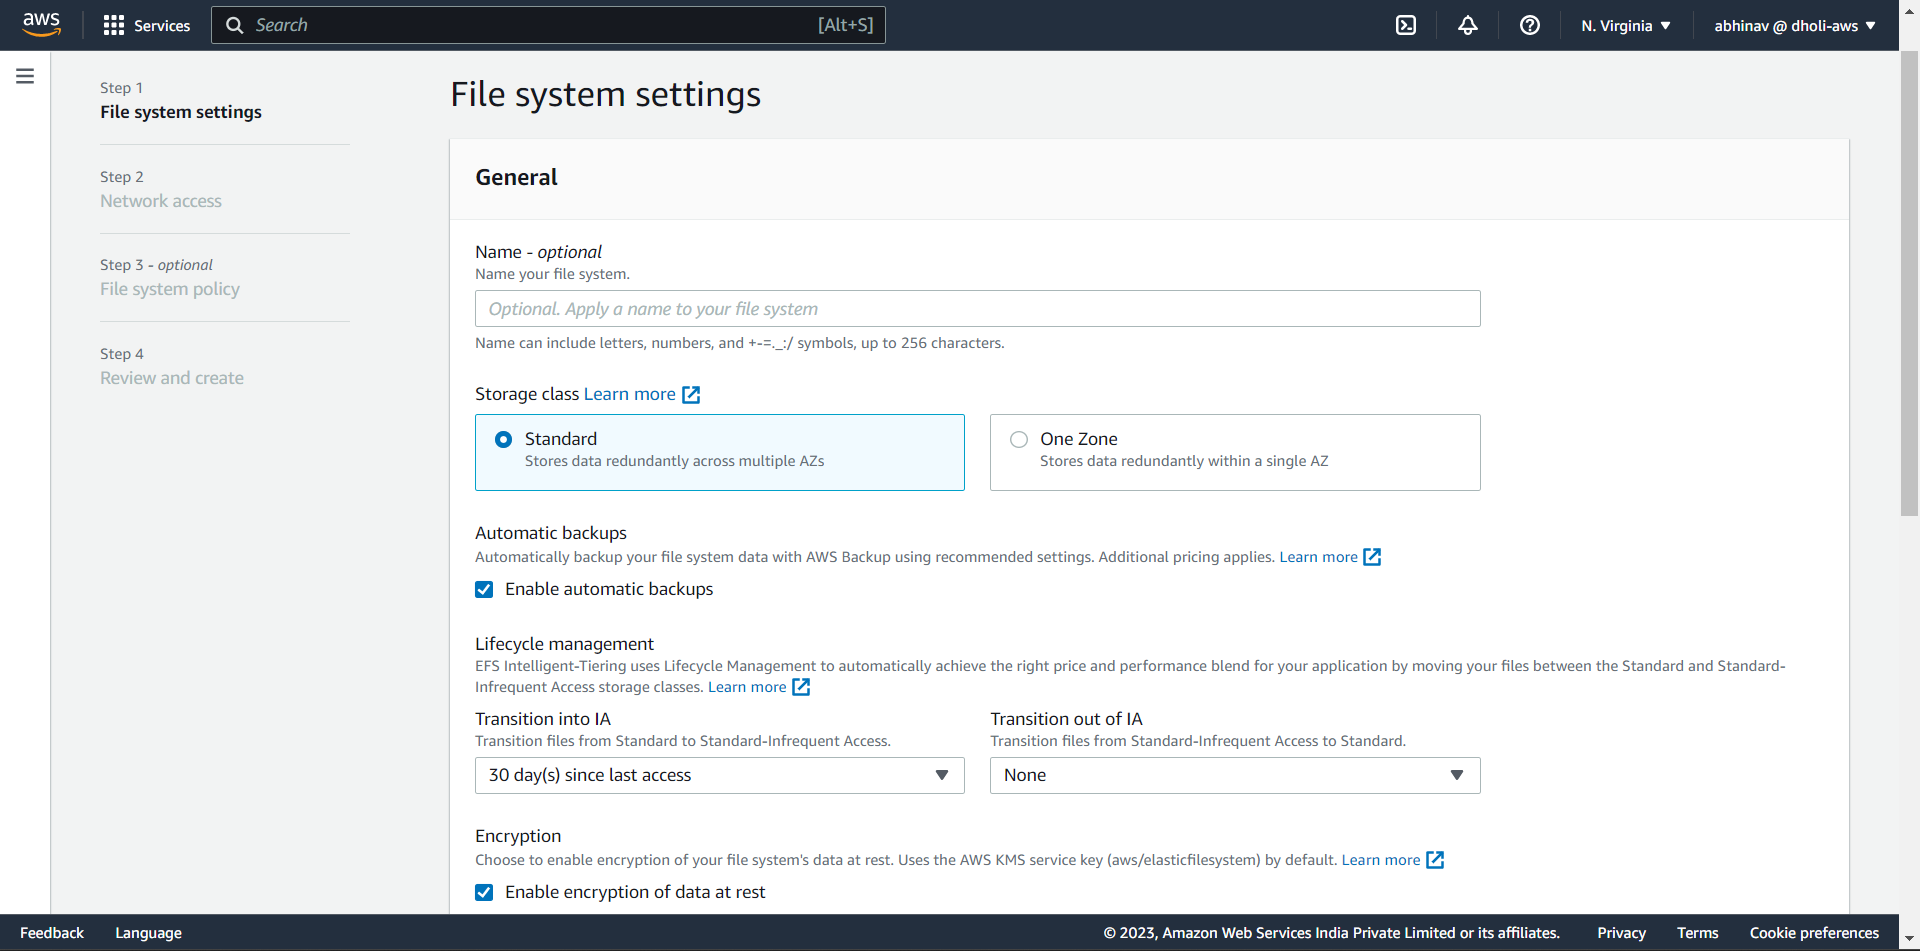 aws
Services
Search
[Alt+S]
N. Virginia
abhinav @ dholi-aws
Step 1
File system settings
Step 2
Network access
Step 3 - optional
File system policy
Step 4
Review and create
File system settings
General
Name - optional
Name your file system.
Optional. Apply a name to your file system
Name can include letters, numbers, and +-=._:/ symbols, up to 256 characters.
Storage class Learn more
Standard
Stores data redundantly across multiple AZs
One Zone
Stores data redundantly within a single AZ
Automatic backups
Automatically backup your file system data with AWS Backup using recommended settings. Additional pricing applies. Learn more
Enable automatic backups
Lifecycle management
EFS Intelligent-Tiering uses Lifecycle Management to automatically achieve the right price and performance blend for your application by moving your files between the Standard and Standard-
Infrequent Access storage classes. Learn more
Transition into IA
Transition files from Standard to Standard-Infrequent Access.
30 day(s) since last access
Transition out of IA
Transition files from Standard-Infrequent Access to Standard.
None
Encryption
Choose to enable encryption of your file system's data at rest. Uses the AWS KMS service key (aws/elasticfilesystem) by default. Learn more
Enable encryption of data at rest
Feedback
Language
© 2023, Amazon Web Services India Private Limited or its affiliates.
Privacy
Terms
Cookie preferences